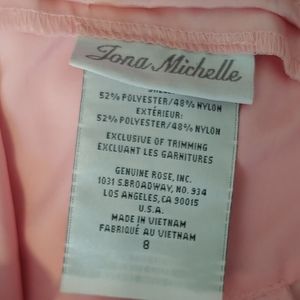 Jona Michelle
SHELL:
52% POLYESTER/48% NYLON
EXTÉRIEUR:
52% POLYESTER/48% NYLON
EXCLUSIVE OF TRIMMING
EXCLUANT LES GARNITURES
GENUINE ROSE, INC.
1031 S.BROADWAY, NO. 934
LOS ANGELES, CA 90015
U.S.A.
MADE IN VIETNAM
FABRIQUÉ AU VIETNAM
8